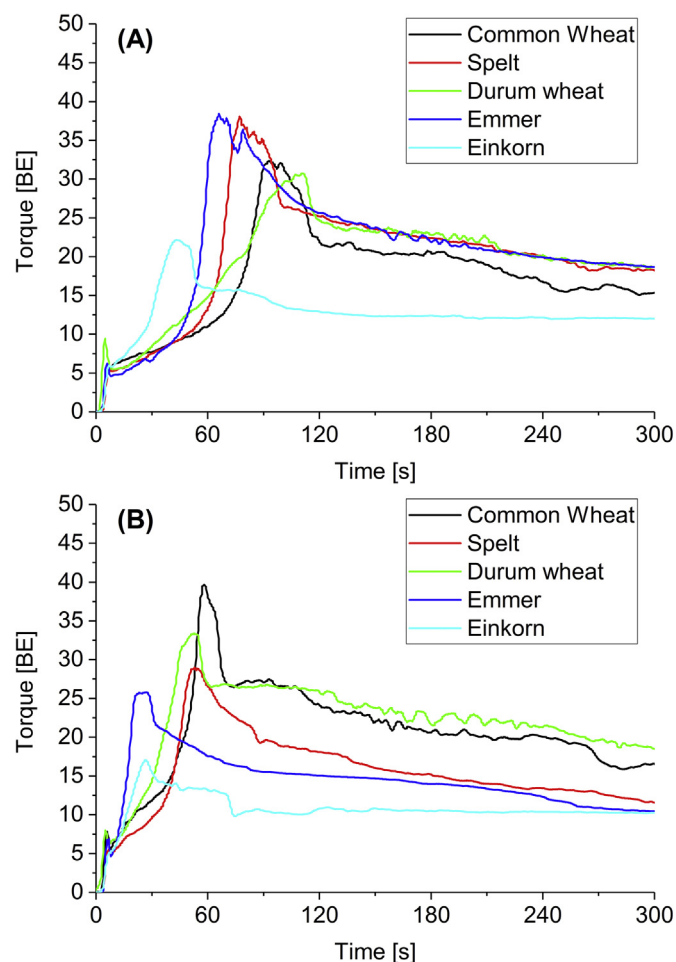 (A)
Common Wheat
Spelt
Durum wheat
Emmer
Einkorn
Torque [BE]
50
45
40
35
30
25
20
15
10
5
0
0 60 120 180 240 300
Time [s]
(B)
Common Wheat
Spelt
Durum wheat
Emmer
Einkorn
Torque [BE]
50
45
40
35
30
25
20
15
10
5
0
0 60 120 180 240 300
Time [s]